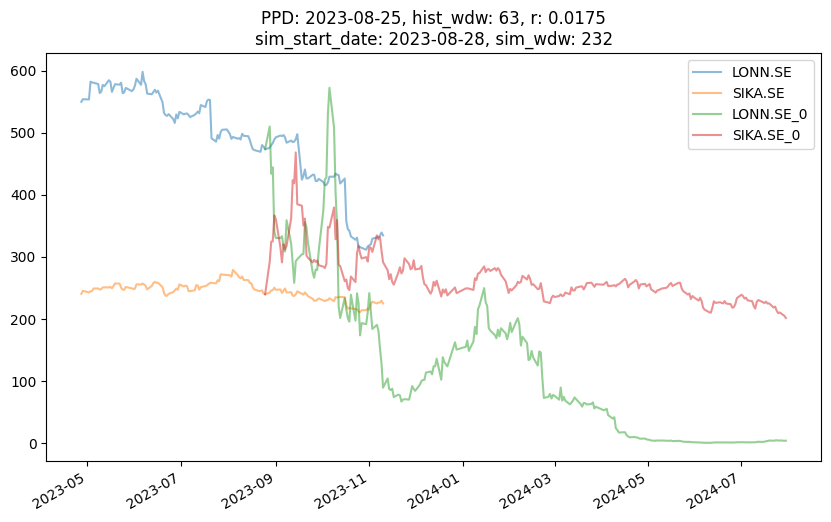 PPD: 2023-08-25, hist_wdw: 63, r: 0.0175
sim_start_date: 2023-08-28, sim_wdw: 232
600
500
400
300
200
100
0
LONN.SE
SIKA.SE
LONN.SE_0
SIKA.SE_0
2023-05
2023-07
2023-09
2023-11
2024-01
2024-03
2024-05
2024-07